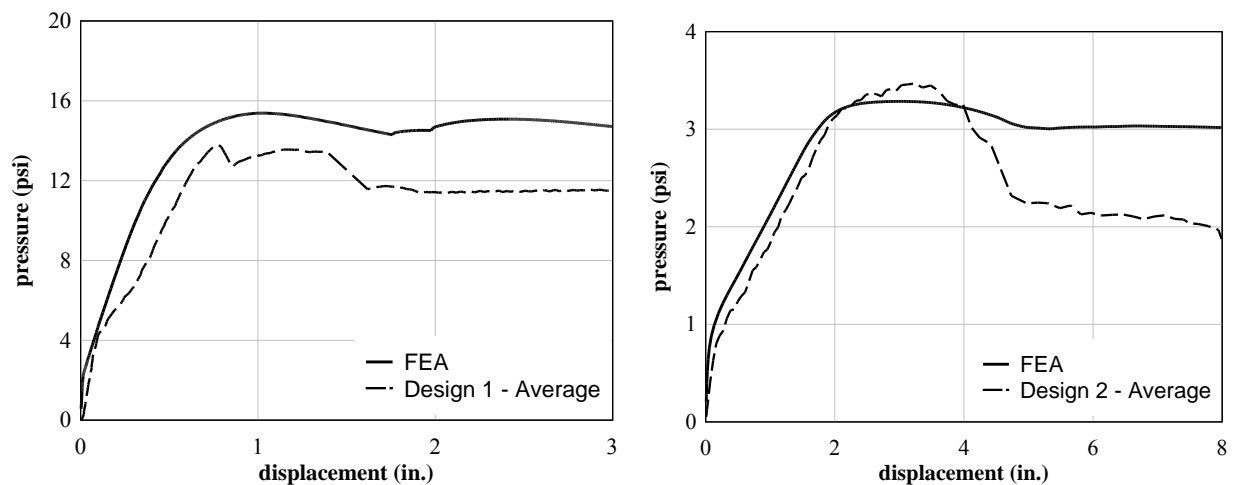 20
16
12
8
4
0
pressure (psi)
FEA
Design 1 - Average
0 1 2 3
displacement (in.)
4
3
2
1
0
pressure (psi)
FEA
Design 2 - Average
0 2 4 6 8
displacement (in.)